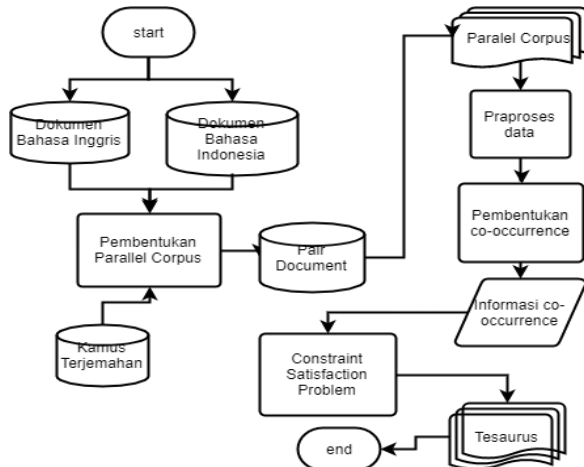 start
Dokumen
Bahasa Inggris
Dokumen
Bahasa
Indonesia
Pembentukan
Parallel Corpus
Kamus
Terjemahan
Pair
Document
Paralel Corpus
Praproses
data
Pembentukan
co-occurrence
Informasi co-
occurrence
Constraint
Satisfaction
Problem
Tesaurus
end